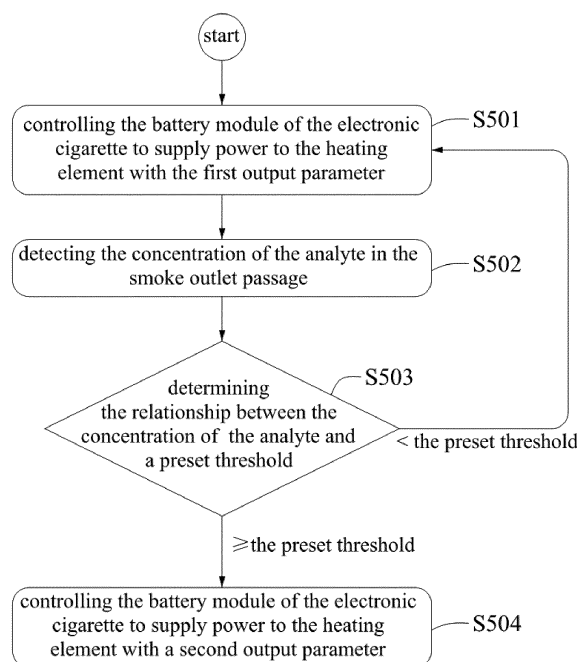 start
controlling the battery module of the electronic
cigarette to supply power to the heating
element with the first output parameter
S501
detecting the concentration of the analyte in the
smoke outlet passage
S502
determining
the relationship between the
concentration of the analyte and
a preset threshold
S503
< the preset threshold
≥the preset threshold
controlling the battery module of the electronic
cigarette to supply power to the heating
element with a second output parameter
S504